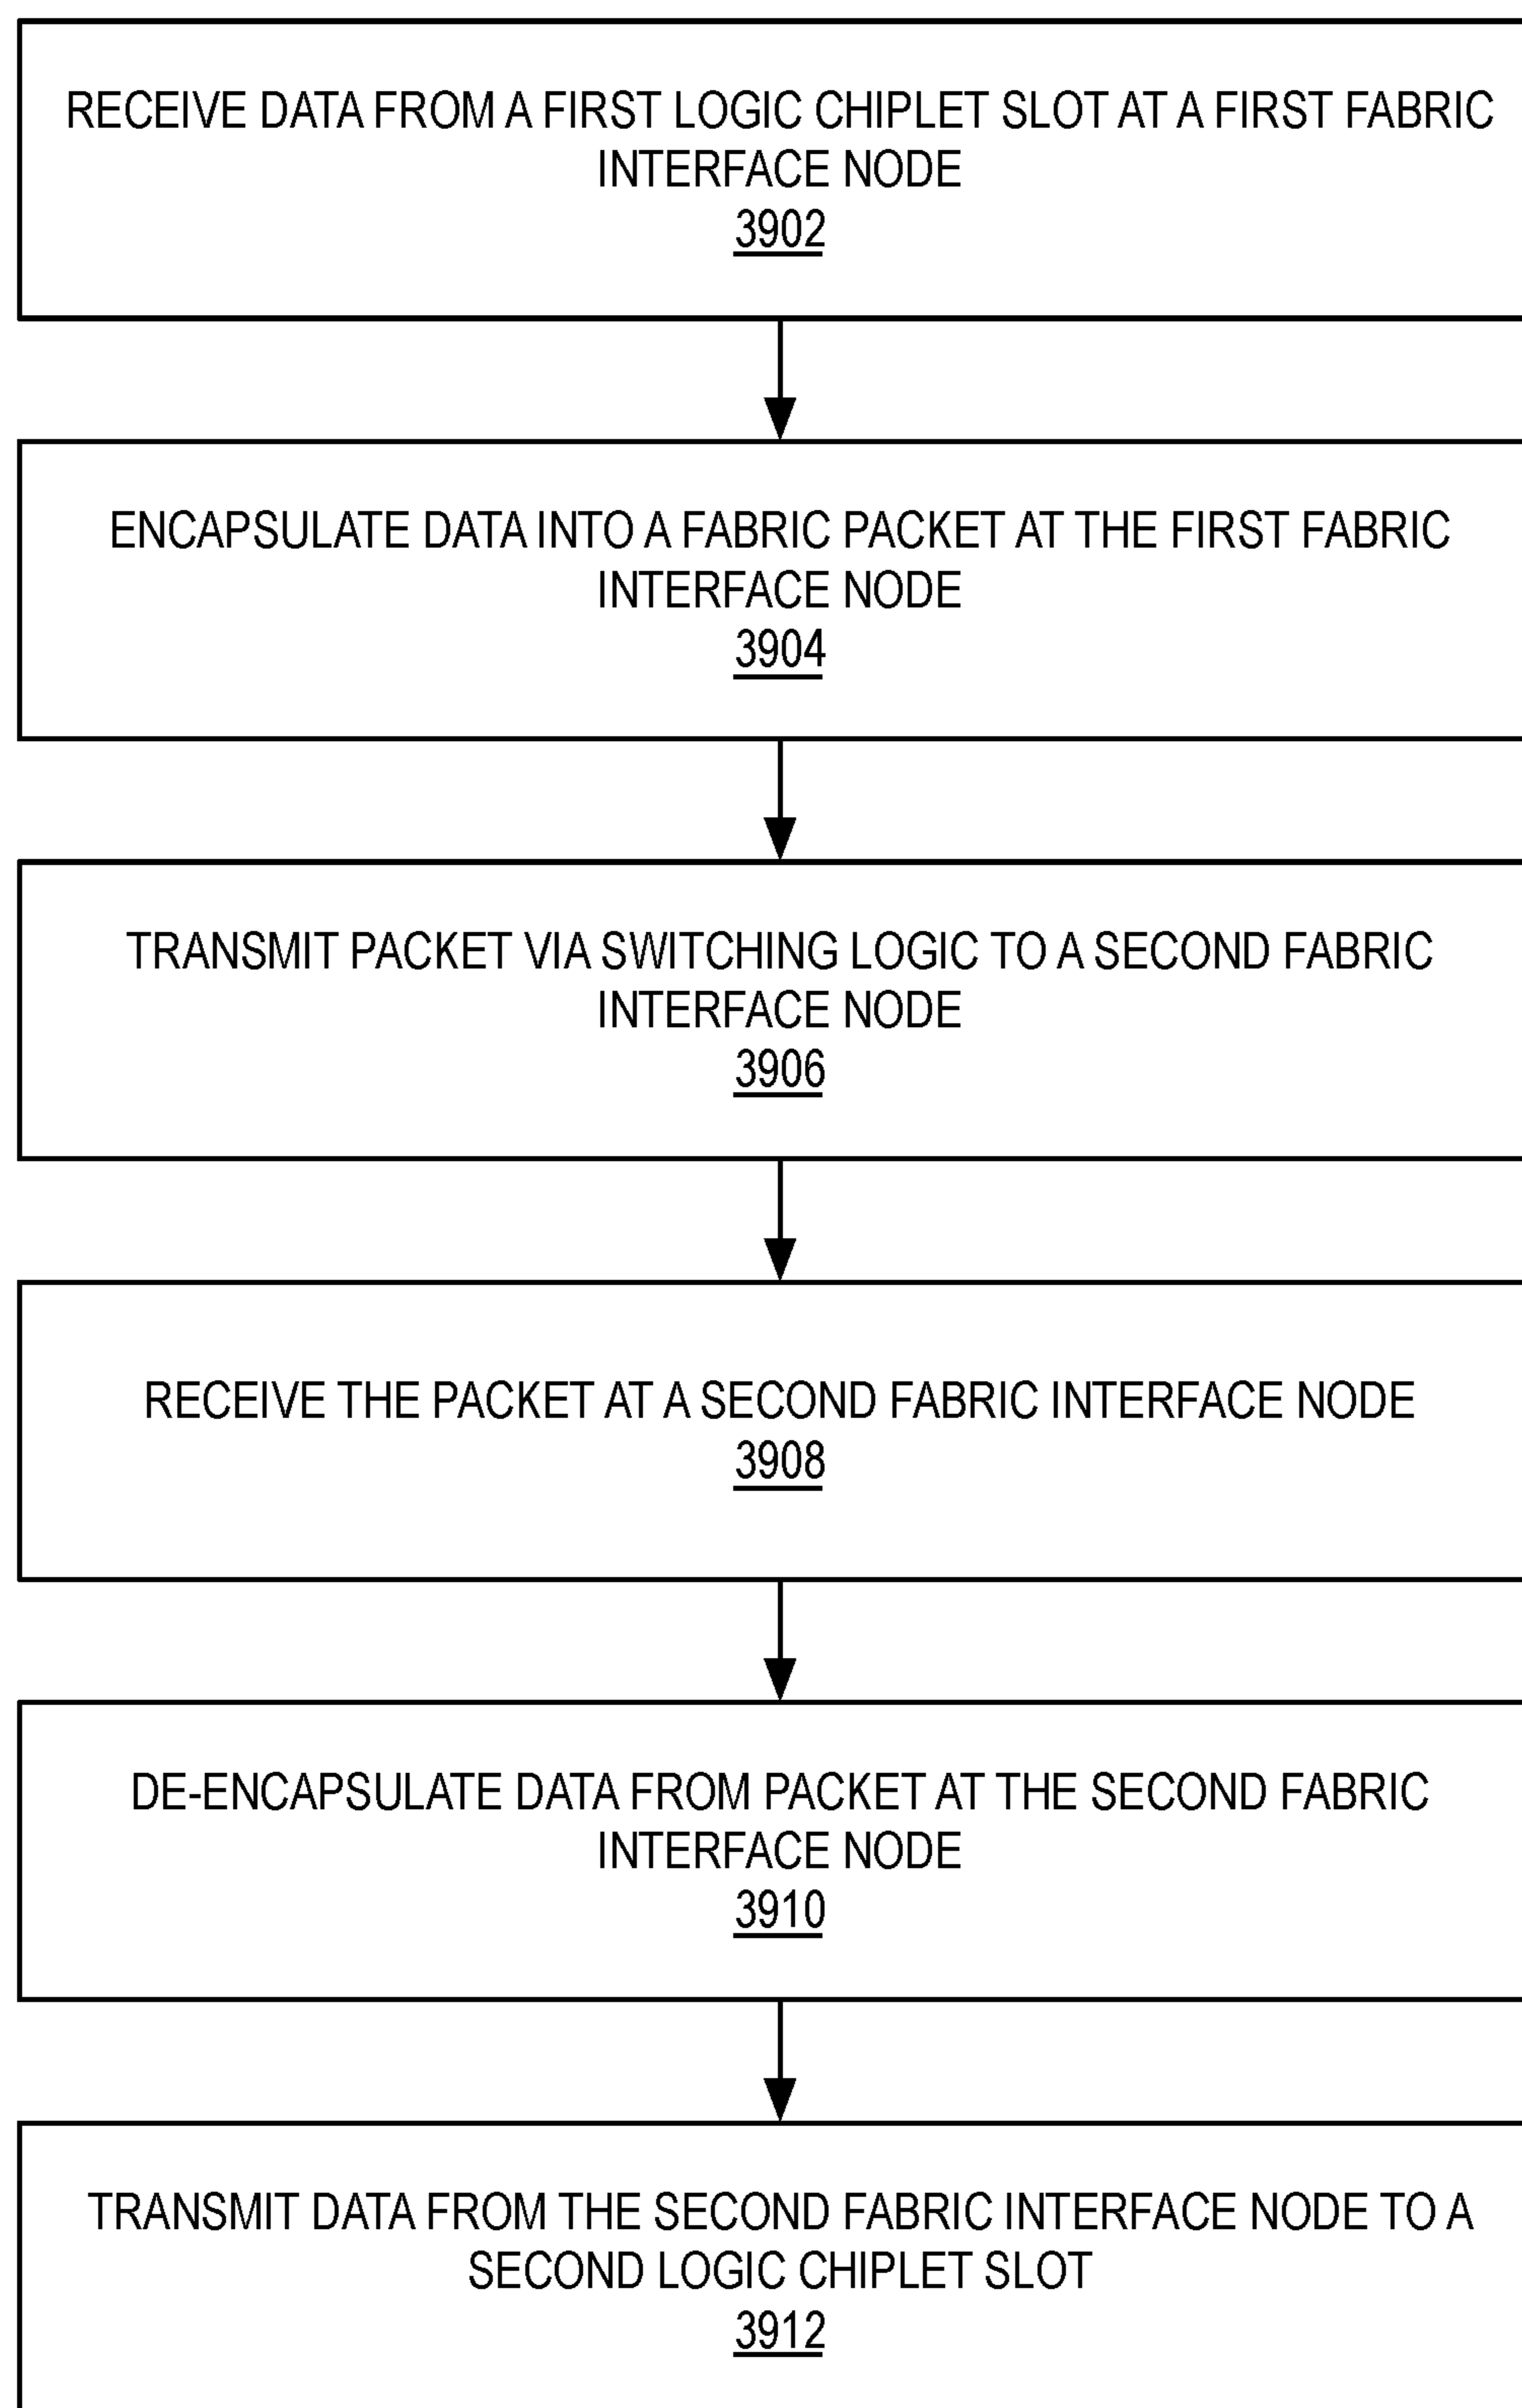 RECEIVE DATA FROM A FIRST LOGIC CHIPLET SLOT AT A FIRST FABRIC
INTERFACE NODE
3902
ENCAPSULATE DATA INTO A FABRIC PACKET AT THE FIRST FABRIC
INTERFACE NODE
3904
TRANSMIT PACKET VIA SWITCHING LOGIC TO A SECOND FABRIC
INTERFACE NODE
3906
RECEIVE THE PACKET AT A SECOND FABRIC INTERFACE NODE
3908
DE-ENCAPSULATE DATA FROM PACKET AT THE SECOND FABRIC
INTERFACE NODE
3910
TRANSMIT DATA FROM THE SECOND FABRIC INTERFACE NODE TO A
SECOND LOGIC CHIPLET SLOT
3912